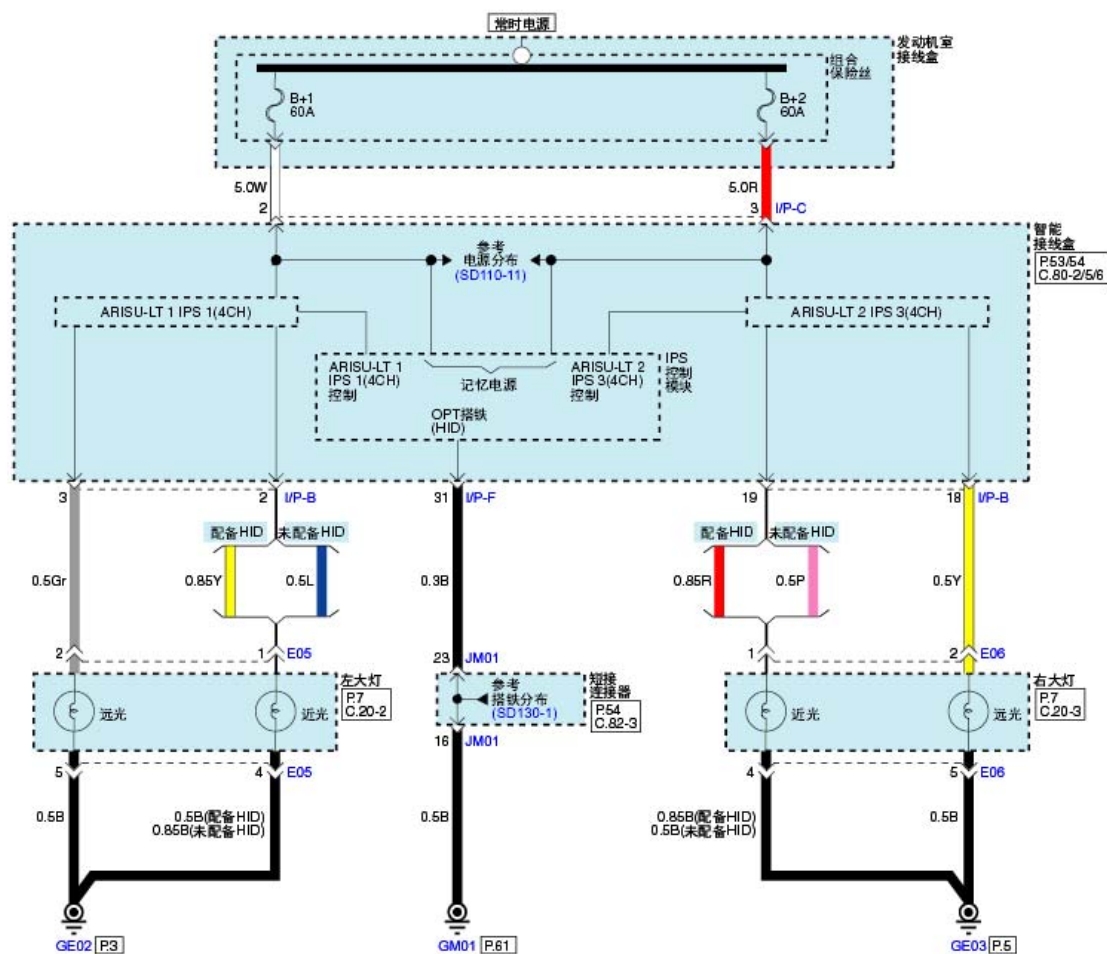 常时电源
发动机室
接线盒
组合
保险丝
B+1
60A
B+2
60A
5.0W
5.0R
2
3
I/P-C
智能
接线盒
P.53/54
C.80-2/5/6
参考
电源分布
(SD110-11)
ARISU-LT 1 IPS 1(4CH)
ARISU-LT 2 IPS 3(4CH)
ARISU-LT 1
IPS 1(4CH)
控制
记忆电源
ARISU-LT 2
IPS 3(4CH)
控制
IPS
控制
模块
OPT搭铁
(HID)
3
2
I/P-B
31
I/P-F
19
18
I/P-B
配备HID
未配备HID
配备HID
未配备HID
0.5Gr
0.85Y
0.5L
0.3B
0.85R
0.5P
0.5Y
2
1
E05
23
JM01
1
2
E06
左大灯
P.7
C.20-2
远光
近光
参考
搭铁分布
(SD130-1)
短接
连接器
P.54
C.82-3
近光
远光
右大灯
P.7
C.20-3
5
4
E05
16
JM01
4
5
E06
0.5B
0.5B(配备HID)
0.85B(未配备HID)
0.5B
0.85B(配备HID)
0.5B(未配备HID)
0.5B
GE02
P.3
GM01
P.61
GE03
P.5